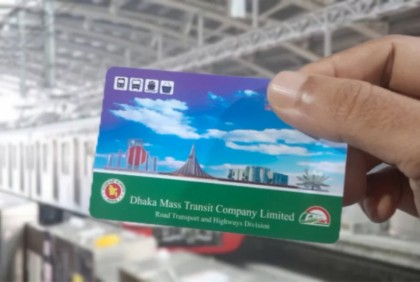 Dhaka Mass Transit Company Limited
Road Transport and Highways Division